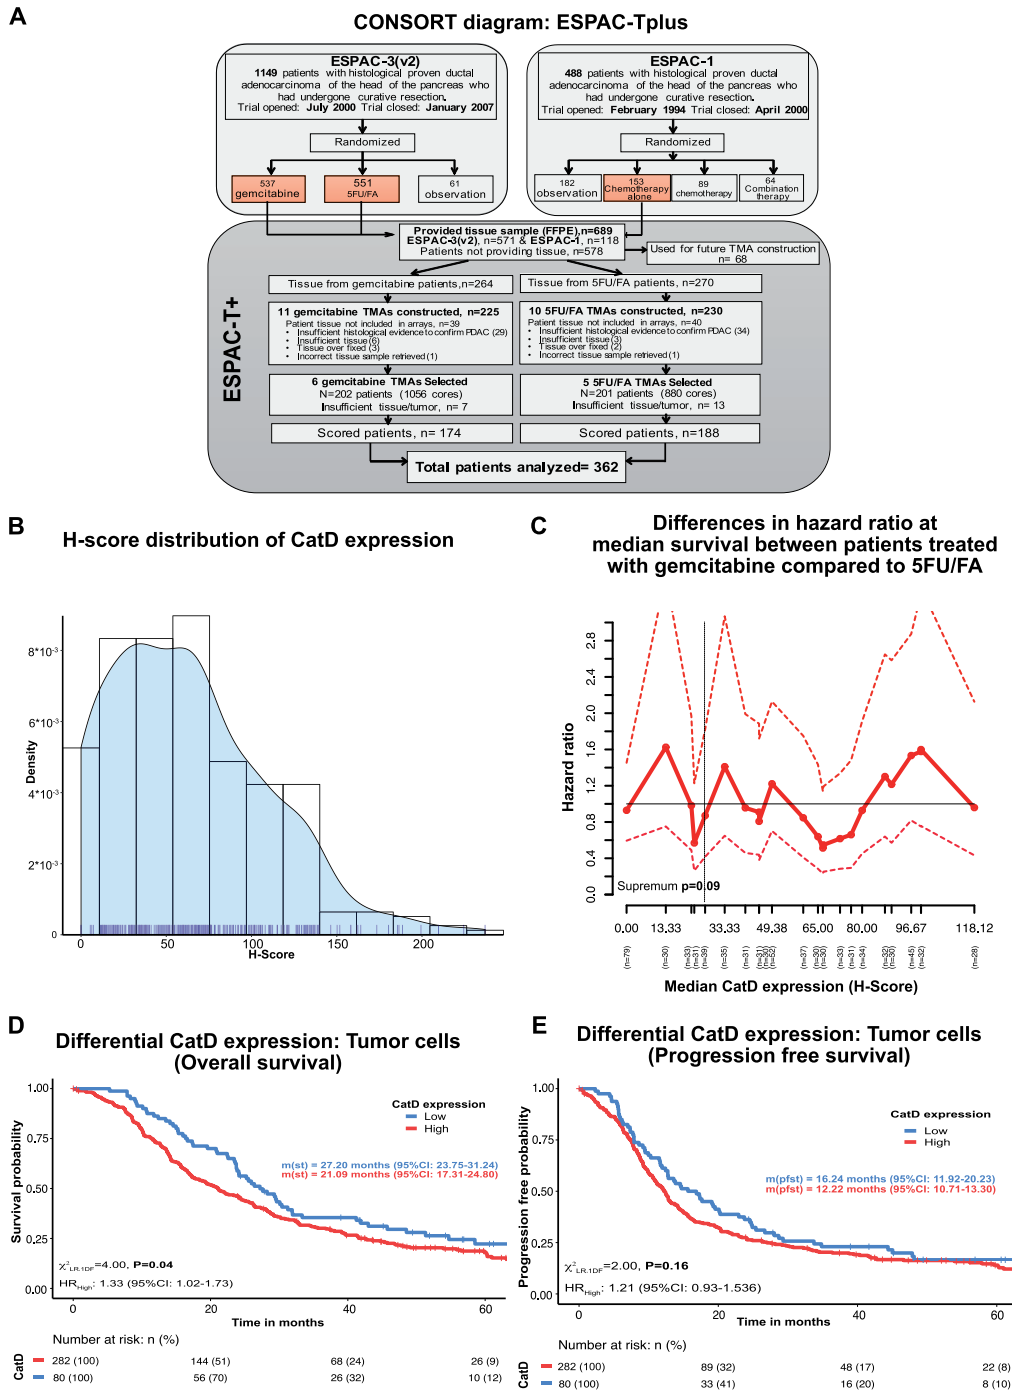 A
CONSORT diagram: ESPAC-Tplus
ESPAC-3(v2)
1149 patients with histological proven ductal
adenocarcinoma of the head of the pancreas who
had undergone curative resection.
Trial opened: July 2000 Trial closed: January 2007
Randomized
537
gemcitabine
551
5FU/FA
61
observation
ESPAC-1
488 patients with histological proven ductal
adenocarcinoma of the head of the pancreas who
had undergone curative resection.
Trial opened: February 1994 Trial closed: April 2000
Randomized
182
observation
153
Chemotherapy
alone
89
chemotherapy
64
Combination
therapy
ESPAC-T+
Provided tissue sample (FFPE),n=689
ESPAC-3(v2), n=571 & ESPAC-1, n=118
Patients not providing tissue, n=578
Used for future TMA construction
n= 68
Tissue from gemcitabine patients,n=264
Tissue from 5FU/FA patients, n=270
11 gemcitabine TMAs constructed, n=225
Patient tissue not included in arrays, n=39
• Insufficient histological evidence to confirm PDAC (29)
• Insufficient tissue (6)
• Tissue over fixed (3)
• Incorrect tissue sample retrieved (1)
10 5FU/FA TMAs constructed, n=230
Patient tissue not included in arrays, n=40
• Insufficient histological evidence to confirm PDAC (34)
• Insufficient tissue (3)
• Tissue over fixed (2)
• Incorrect tissue sample retrieved (1)
6 gemcitabine TMAs Selected
N=202 patients (1056 cores)
Insufficient tissue/tumor, n= 7
5 5FU/FA TMAs Selected
N=201 patients (880 cores)
Insufficient tissue/tumor, n= 13
Scored patients, n= 174
Scored patients, n=188
Total patients analyzed= 362
B
H-score distribution of CatD expression
Density
8*10⁻³
6*10⁻³
4*10⁻³
2*10⁻³
0
0 50 100 150 200
H-Score
C
Differences in hazard ratio at
median survival between patients treated
with gemcitabine compared to 5FU/FA
Hazard ratio
0.0 0.4 0.8 1.2 1.6 2.0 2.4 2.8
Supremum p=0.09
0,00 13,33 33,33 49,38 65,00 80,00 96,67 118,12
(n=79) (n=30) (n=33) (n=31) (n=39) (n=35) (n=31) (n=31) (n=30) (n=52) (n=37) (n=30) (n=30) (n=33) (n=31) (n=34) (n=32) (n=30) (n=45) (n=32) (n=28)
Median CatD expression (H-Score)
D
Differential CatD expression: Tumor cells
(Overall survival)
Survival probability
1.00
0.75
0.50
0.25
0.00
CatD expression
Low
High
m(st) = 27.20 months (95%CI: 23.75-31.24)
m(st) = 21.09 months (95%CI: 17.31-24.80)
χ²LR.1DF=4.00, P=0.04
HRHigh: 1.33 (95%CI: 1.02-1.73)
0 20 40 60
Time in months
Number at risk: n (%)
CatD
282 (100) 144 (51) 68 (24) 26 (9)
80 (100) 56 (70) 26 (32) 10 (12)
E
Differential CatD expression: Tumor cells
(Progression free survival)
Progression free probability
1.00
0.75
0.50
0.25
0.00
CatD expression
Low
High
m(pfst) = 16.24 months (95%CI: 11.92-20.23)
m(pfst) = 12.22 months (95%CI: 10.71-13.30)
χ²LR.1DF=2.00, P=0.16
HRHigh: 1.21 (95%CI: 0.93-1.536)
0 20 40 60
Time in months
Number at risk: n (%)
CatD
282 (100) 89 (32) 48 (17) 22 (8)
80 (100) 33 (41) 16 (20) 8 (10)